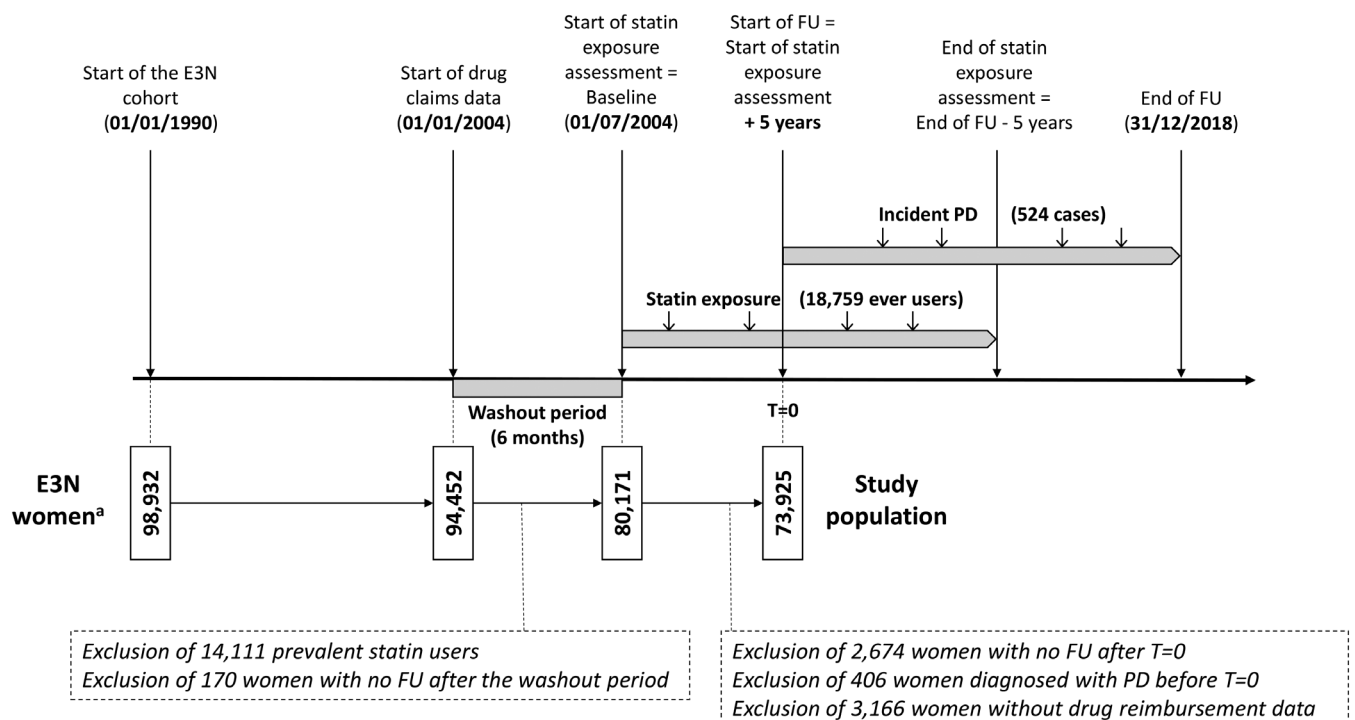 Start of the E3N
cohort
(01/01/1990)
Start of drug
claims data
(01/01/2004)
Start of statin
exposure
assessment =
Baseline
(01/07/2004)
Start of FU =
Start of statin
exposure
assessment
+ 5 years
End of statin
exposure
assessment =
End of FU - 5 years
End of FU
(31/12/2018)
Incident PD (524 cases)
Statin exposure (18,759 ever users)
Washout period
(6 months)
T=0
E3N
womenᵃ
98,932
94,452
80,171
73,925
Study
population
Exclusion of 14,111 prevalent statin users
Exclusion of 170 women with no FU after the washout period
Exclusion of 2,674 women with no FU after T=0
Exclusion of 406 women diagnosed with PD before T=0
Exclusion of 3,166 women without drug reimbursement data